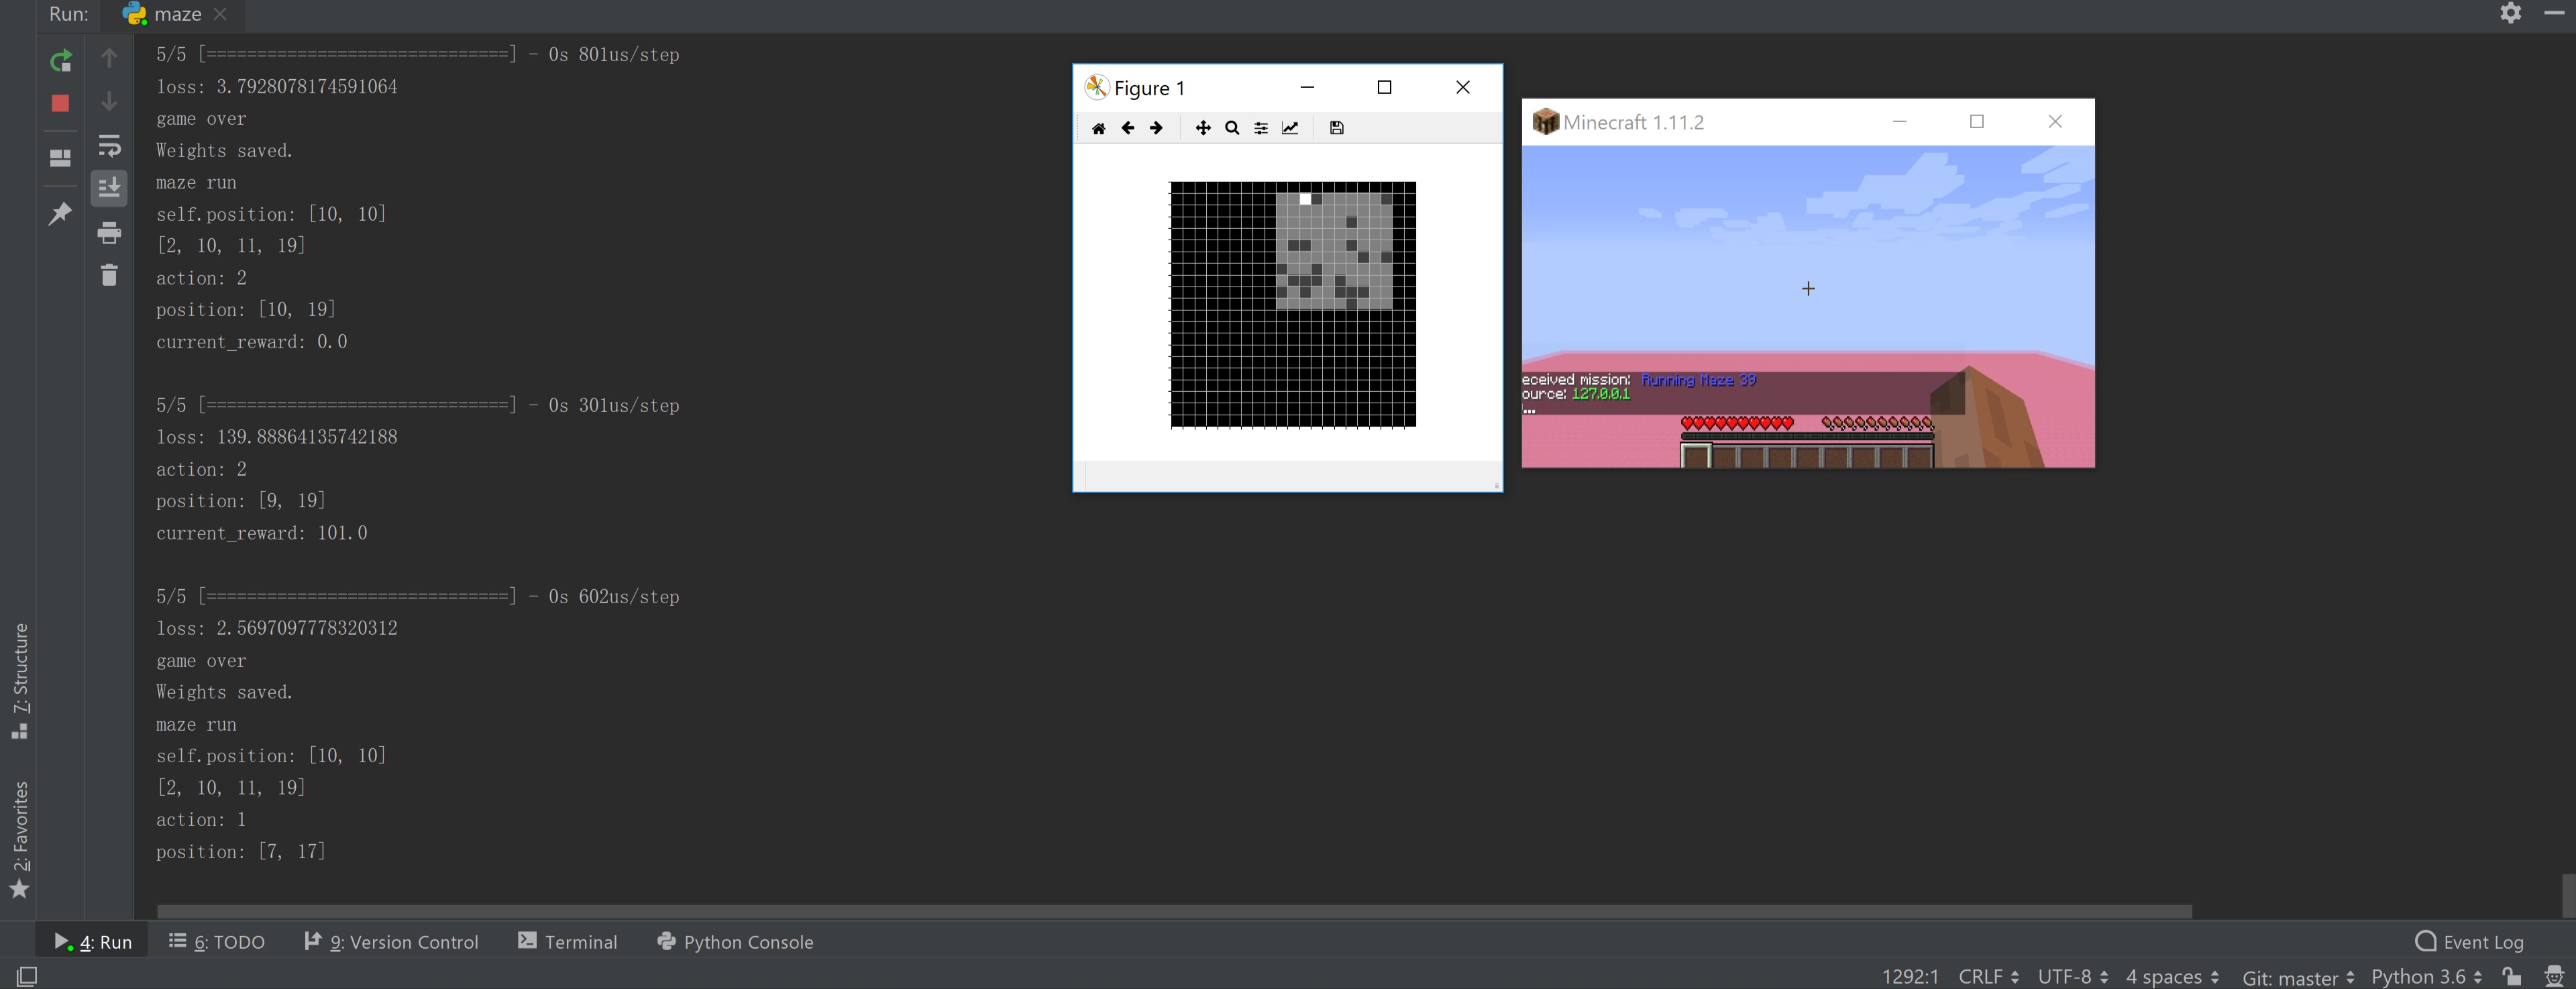 Run:
maze
5/5 [==============================] - 0s 801us/step
loss: 3.7928078174591064
game over
Weights saved.
maze run
self.position: [10, 10]
[2, 10, 11, 19]
action: 2
position: [10, 19]
current_reward: 0.0
5/5 [==============================] - 0s 301us/step
loss: 139.88864135742188
action: 2
position: [9, 19]
current_reward: 101.0
5/5 [==============================] - 0s 602us/step
loss: 2.5697097778320312
game over
Weights saved.
maze run
self.position: [10, 10]
[2, 10, 11, 19]
action: 1
position: [7, 17]
Figure 1
Minecraft 1.11.2
eceived mission: Running Maze 39
ource: 127.0.0.1
...
7: Structure
2: Favorites
4: Run
6: TODO
9: Version Control
Terminal
Python Console
Event Log
1292:1
CRLF
UTF-8
4 spaces
Git: master
Python 3.6